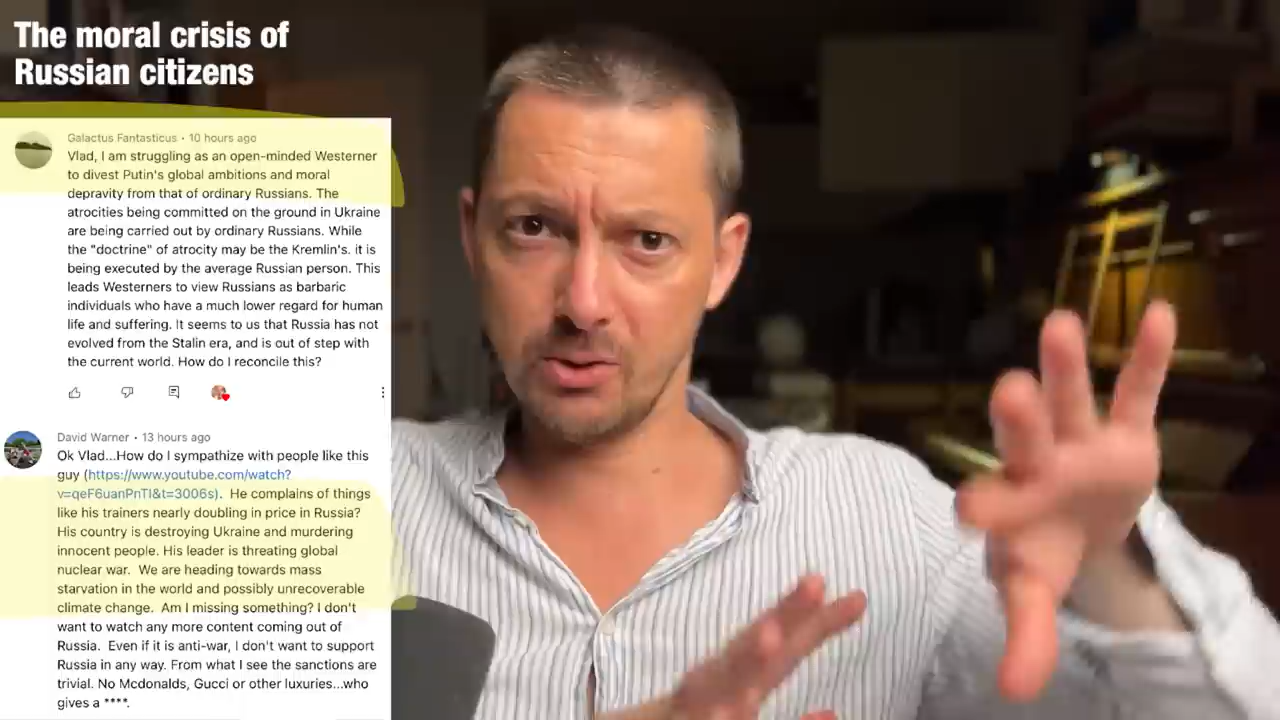 The moral crisis of
Russian citizens
Galactus Fantasticus • 10 hours ago
Vlad, I am struggling as an open-minded Westerner
to divest Putin's global ambitions and moral
depravity from that of ordinary Russians. The
atrocities being committed on the ground in Ukraine
are being carried out by ordinary Russians. While
the "doctrine" of atrocity may be the Kremlin's. it is
being executed by the average Russian person. This
leads Westerners to view Russians as barbaric
individuals who have a much lower regard for human
life and suffering. It seems to us that Russia has not
evolved from the Stalin era, and is out of step with
the current world. How do I reconcile this?
David Warner • 13 hours ago
Ok Vlad...How do I sympathize with people like this
guy (https://www.youtube.com/watch?
v=qeF6uanPnTI&t=3006s). He complains of things
like his trainers nearly doubling in price in Russia?
His country is destroying Ukraine and murdering
innocent people. His leader is threating global
nuclear war. We are heading towards mass
starvation in the world and possibly unrecoverable
climate change. Am I missing something? I don't
want to watch any more content coming out of
Russia. Even if it is anti-war, I don't want to support
Russia in any way. From what I see the sanctions are
trivial. No Mcdonalds, Gucci or other luxuries...who
gives a ****.